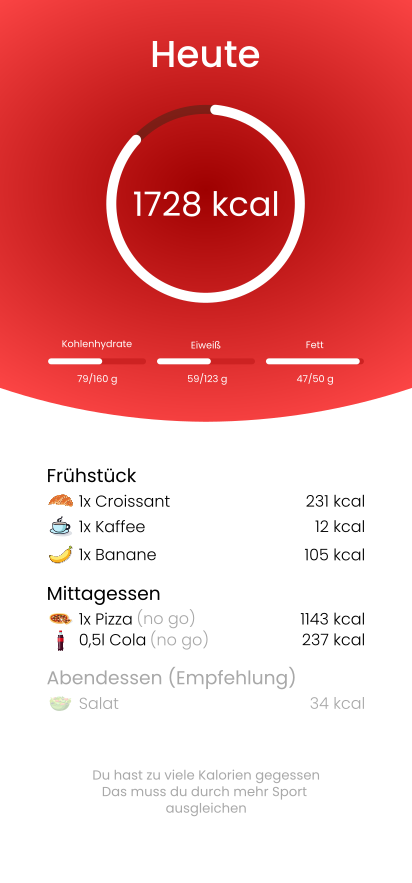 Heute
1728 kcal
Kohlenhydrate Eiweiß Fett
79/160 g 59/123 g 47/50 g
Frühstück
1x Croissant 231 kcal
1x Kaffee 12 kcal
1x Banane 105 kcal
Mittagessen
1x Pizza (no go) 1143 kcal
0,5l Cola (no go) 237 kcal
Abendessen (Empfehlung)
Salat 34 kcal
Du hast zu viele Kalorien gegessen
Das muss du durch mehr Sport
ausgleichen